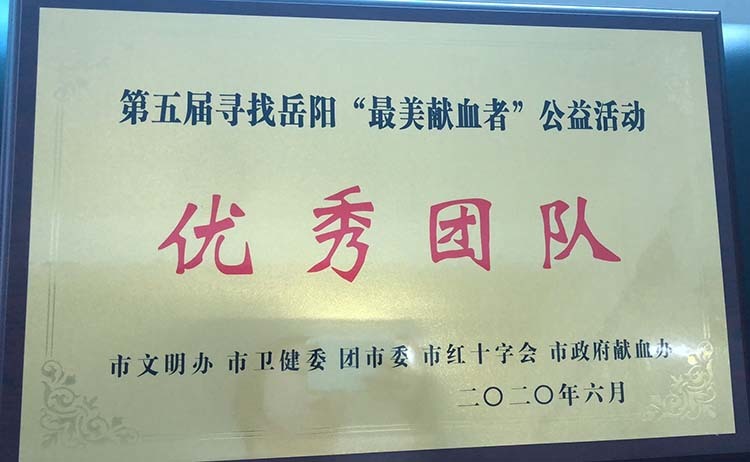 第五届寻找岳阳“最美献血者”公益活动
优秀团队
市文明办 市卫健委 团市委 市红十字会 市政府献血办
二〇二〇年六月